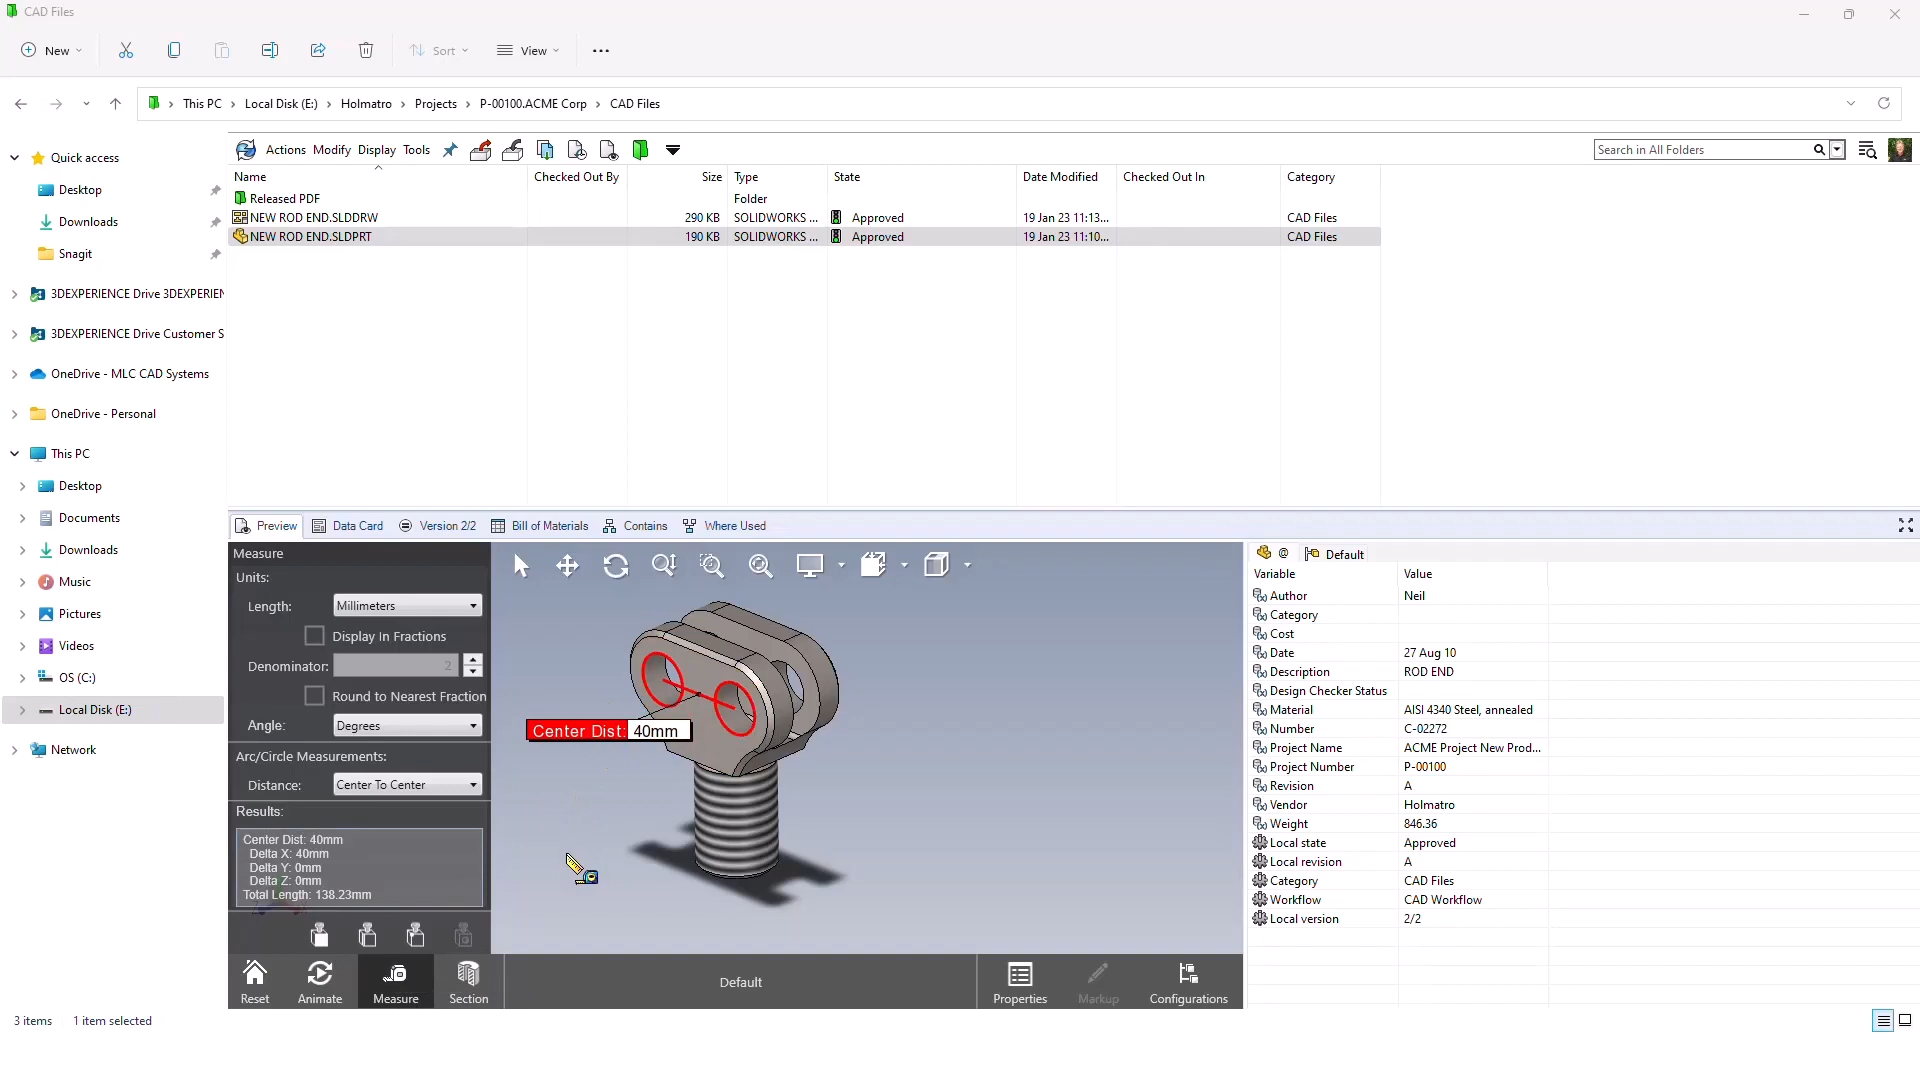 CAD Files
New
Sort
View
This PC
Local Disk (E:)
Holmatro
Projects
P-00100.ACME Corp
CAD Files
Quick access
Desktop
Downloads
Snagit
3DEXPERIENCE Drive 3DEXPERIEN
3DEXPERIENCE Drive Customer S
OneDrive - MLC CAD Systems
OneDrive - Personal
This PC
Desktop
Documents
Downloads
Music
Pictures
Videos
OS (C:)
Local Disk (E:)
Network
Actions Modify Display Tools
Search in All Folders
Name Checked Out By Size Type State Date Modified Checked Out In Category
Released PDF Folder
NEW ROD END.SLDDRW 290 KB SOLIDWORKS ... Approved 19 Jan 23 11:13... CAD Files
NEW ROD END.SLDPRT 190 KB SOLIDWORKS ... Approved 19 Jan 23 11:10... CAD Files
Preview Data Card Version 2/2 Bill of Materials Contains Where Used
Measure
Units:
Length: Millimeters
Display In Fractions
Denominator: 2
Round to Nearest Fraction
Angle: Degrees
Arc/Circle Measurements:
Distance: Center To Center
Results:
Center Dist: 40mm
Delta X: 40mm
Delta Y: 0mm
Delta Z: 0mm
Total Length: 138.23mm
Center Dist: 40mm
Reset Animate Measure Section
Default
Properties Markup Configurations
@ Default
Variable Value
Author Neil
Category
Cost
Date 27 Aug 10
Description ROD END
Design Checker Status
Material AISI 4340 Steel, annealed
Number C-02272
Project Name ACME Project New Prod...
Project Number P-00100
Revision A
Vendor Holmatro
Weight 846.36
Local state Approved
Local revision A
Category CAD Files
Workflow CAD Workflow
Local version 2/2
3 items 1 item selected